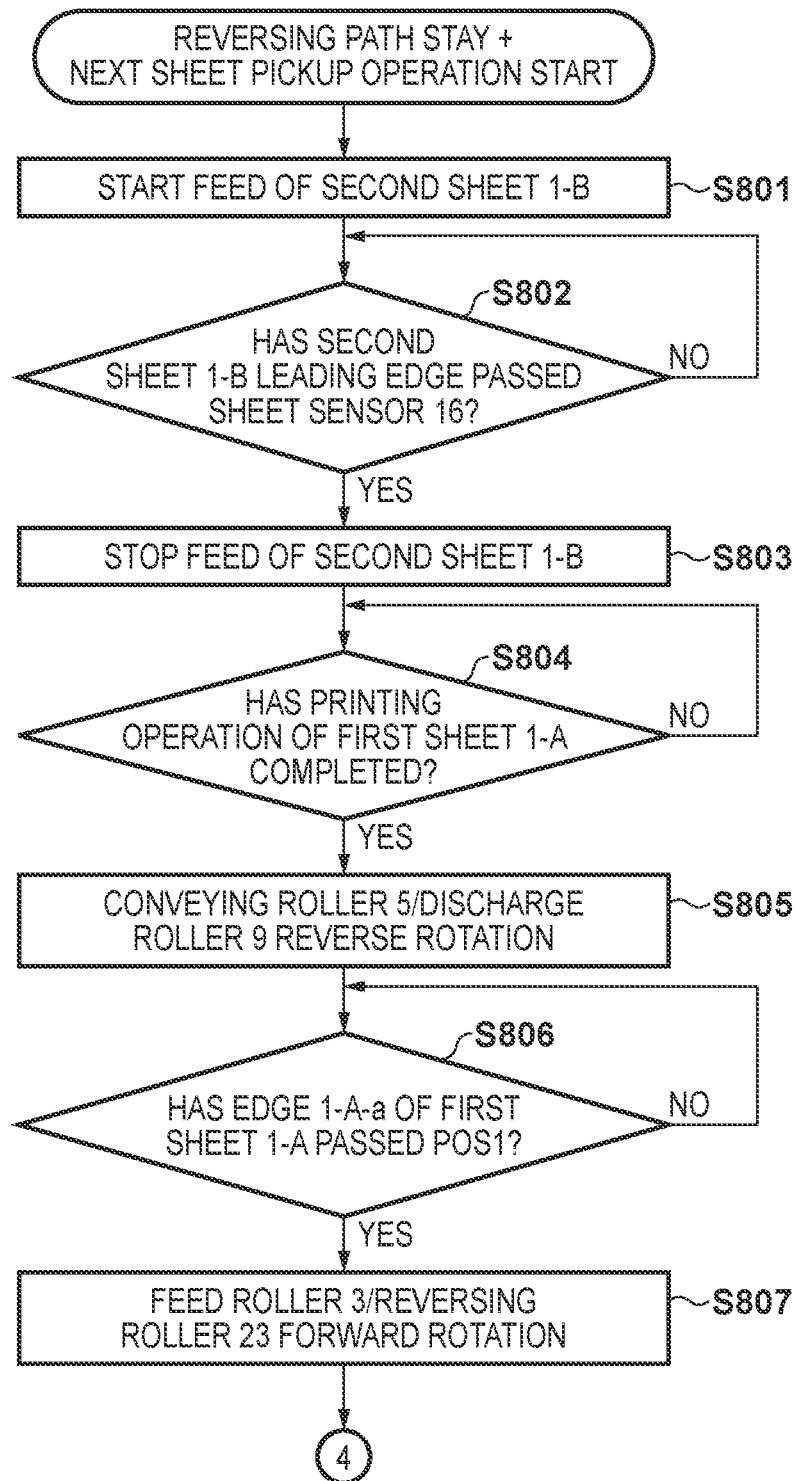 REVERSING PATH STAY +
NEXT SHEET PICKUP OPERATION START
START FEED OF SECOND SHEET 1-B
S801
S802
HAS SECOND
SHEET 1-B LEADING EDGE PASSED
SHEET SENSOR 16?
NO
YES
STOP FEED OF SECOND SHEET 1-B
S803
S804
HAS PRINTING
OPERATION OF FIRST SHEET 1-A
COMPLETED?
NO
YES
CONVEYING ROLLER 5/DISCHARGE
ROLLER 9 REVERSE ROTATION
S805
S806
HAS EDGE 1-A-a OF FIRST
SHEET 1-A PASSED POS1?
NO
YES
FEED ROLLER 3/REVERSING
ROLLER 23 FORWARD ROTATION
S807
4